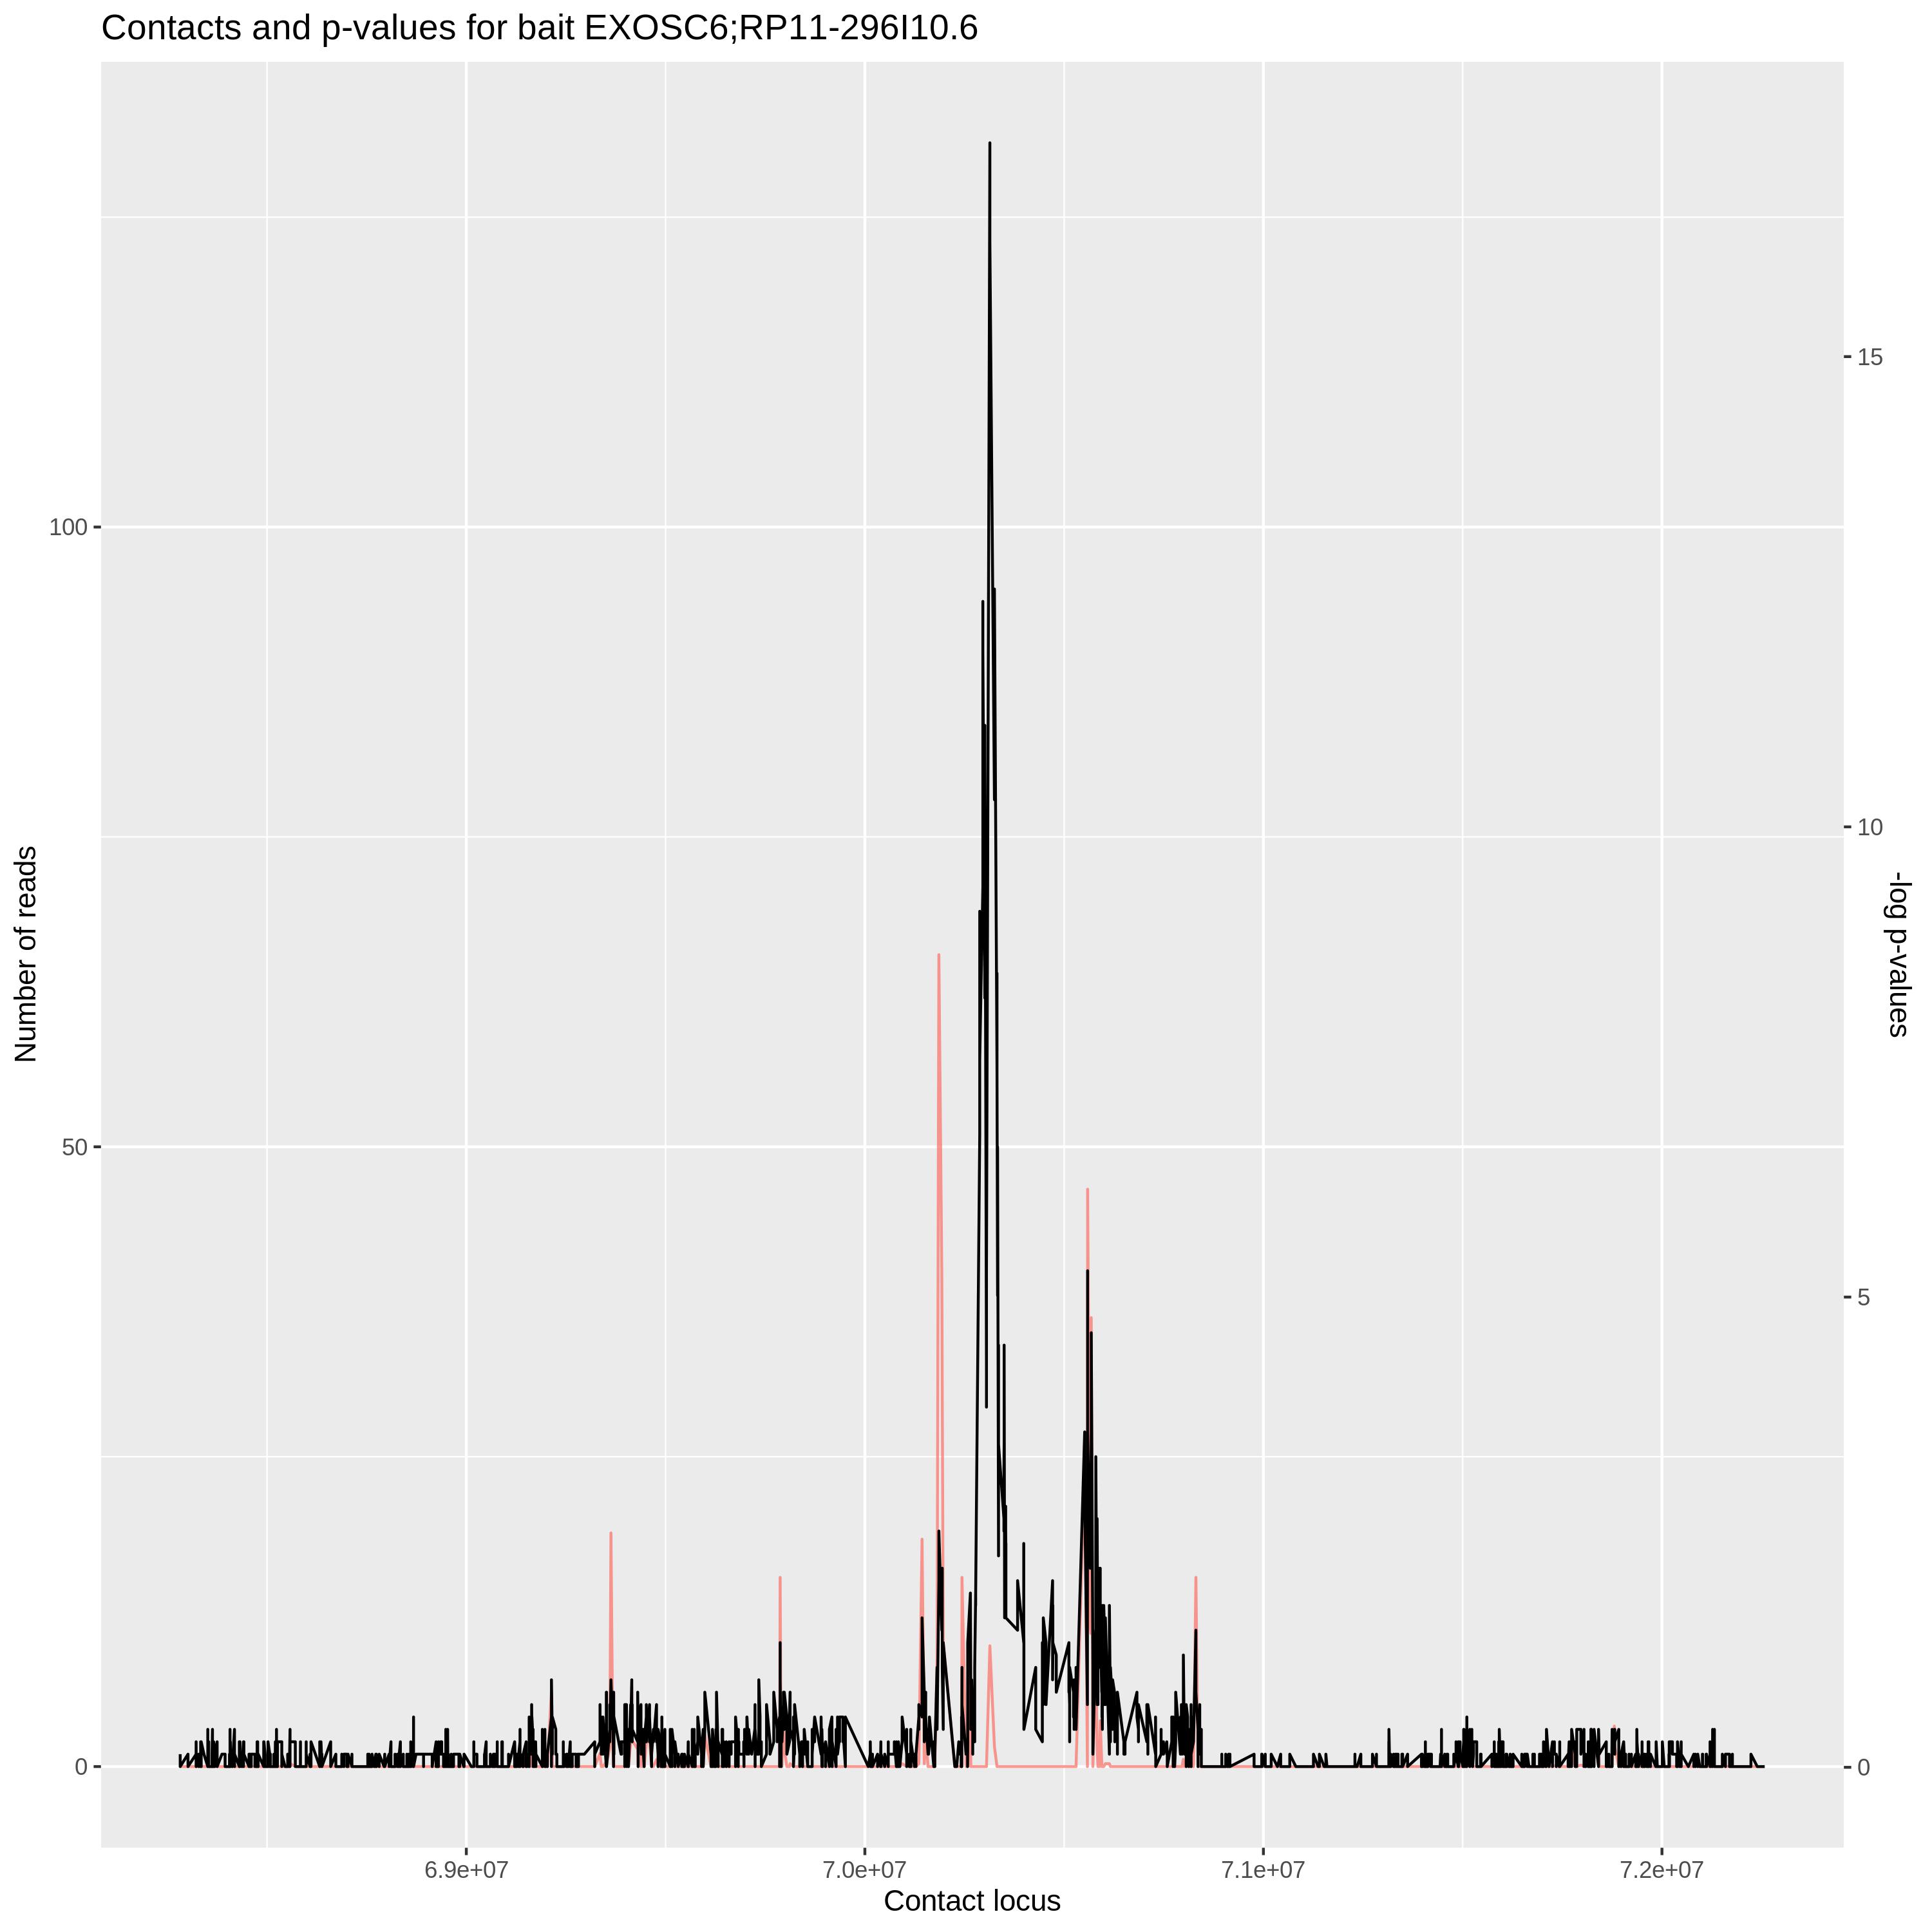 Contacts and p-values for bait EXOSC6;RP11-296I10.6
100
50
0
Number of reads
15
10
5
0
-log p-values
6.9e+07 7.0e+07 7.1e+07 7.2e+07
Contact locus